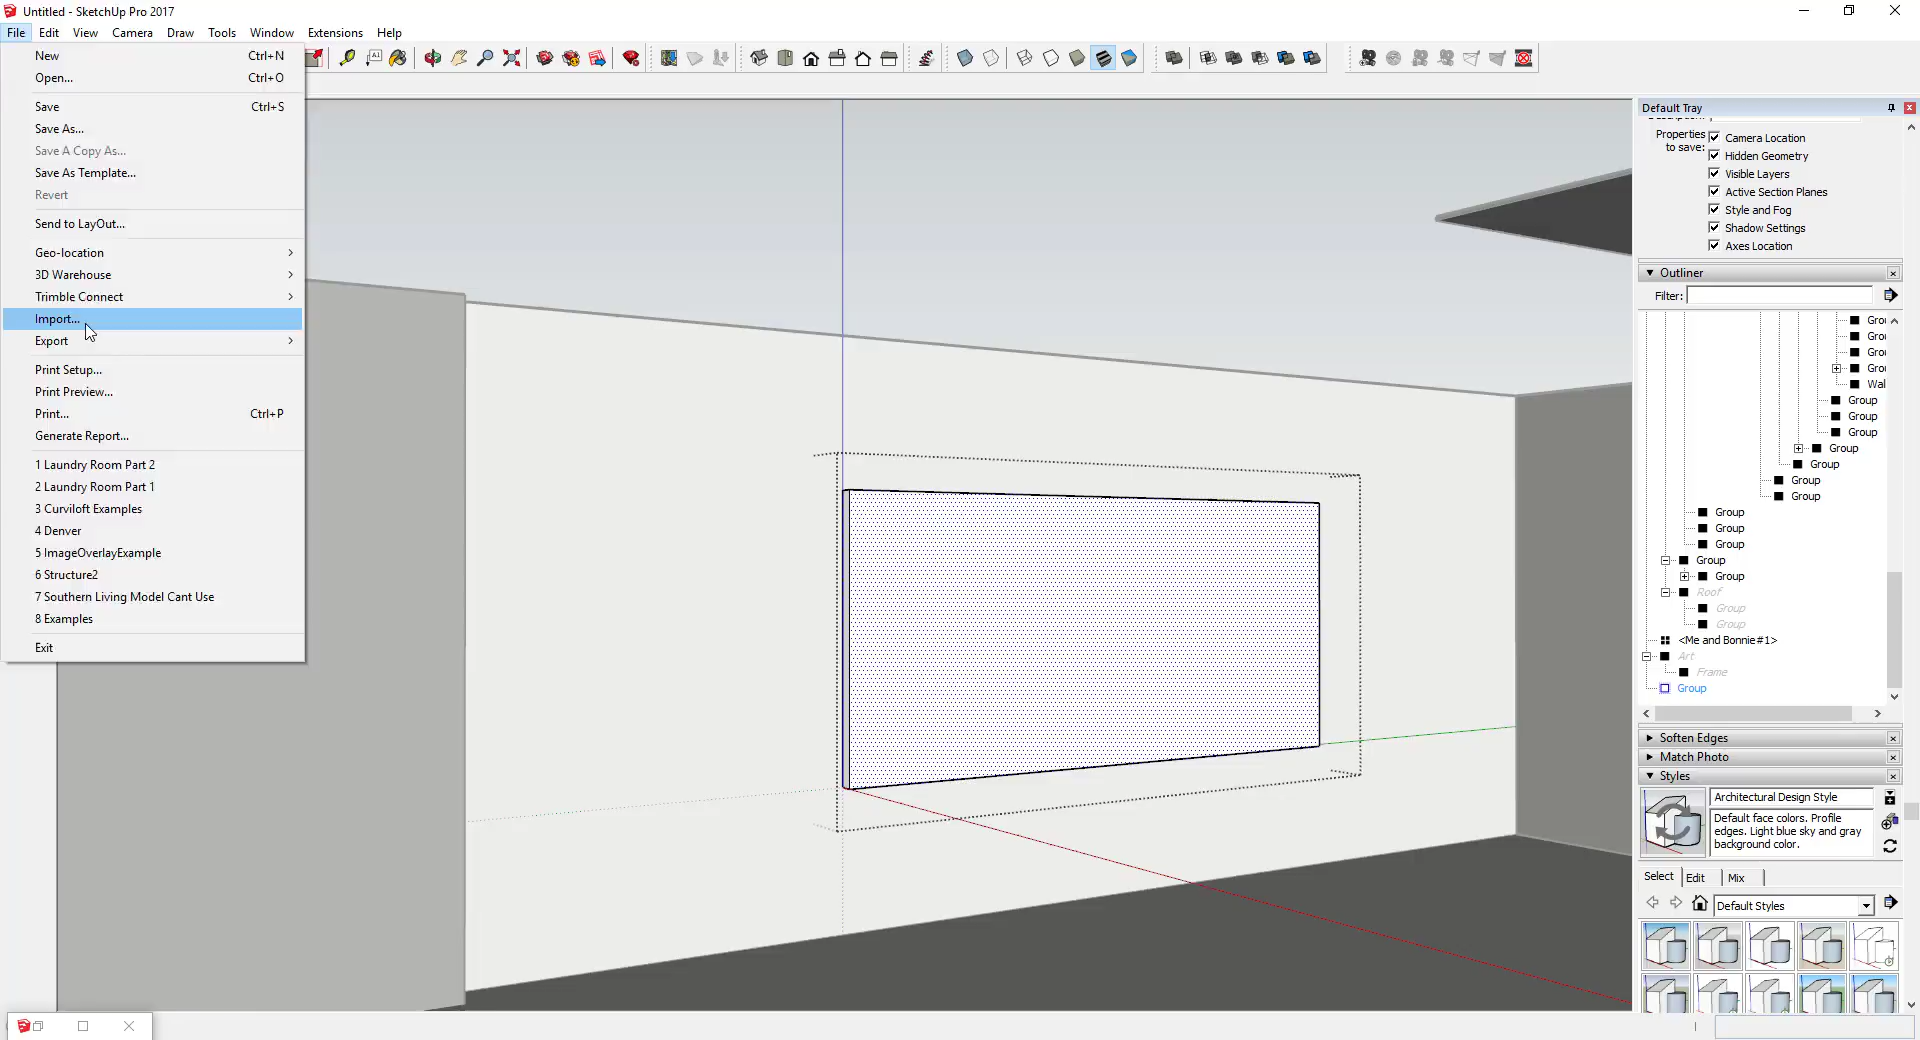 Untitled - SketchUp Pro 2017
File Edit View Camera Draw Tools Window Extensions Help
New Ctrl+N
Open... Ctrl+O
Save Ctrl+S
Save As...
Save A Copy As...
Save As Template...
Revert
Send to LayOut...
Geo-location
3D Warehouse
Trimble Connect
Import...
Export
Print Setup...
Print Preview...
Print... Ctrl+P
Generate Report...
1 Laundry Room Part 2
2 Laundry Room Part 1
3 Curviloft Examples
4 Denver
5 ImageOverlayExample
6 Structure2
7 Southern Living Model Cant Use
8 Examples
Exit
Default Tray
Properties
to save:
Camera Location
Hidden Geometry
Visible Layers
Active Section Planes
Style and Fog
Shadow Settings
Axes Location
Outliner
Filter:
Grou
Grou
Grou
Grou
Wal
Group
Group
Group
Group
Group
Group
Group
Group
Group
Group
Group
Group
Roof
Group
Group
<Me and Bonnie#1>
Art
Frame
Group
Soften Edges
Match Photo
Styles
Architectural Design Style
Default face colors. Profile
edges. Light blue sky and gray
background color.
Select Edit Mix
Default Styles